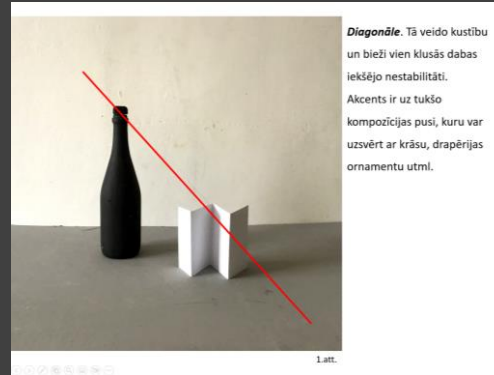 Diagonāle. Tā veido kustību
un bieži vien klusās dabas
iekšējo nestabilitāti.
Akcents ir uz tukšo
kompozīcijas pusi, kuru var
uzsvērt ar krāsu, drapērijas
ornamentu utml.
1.att.